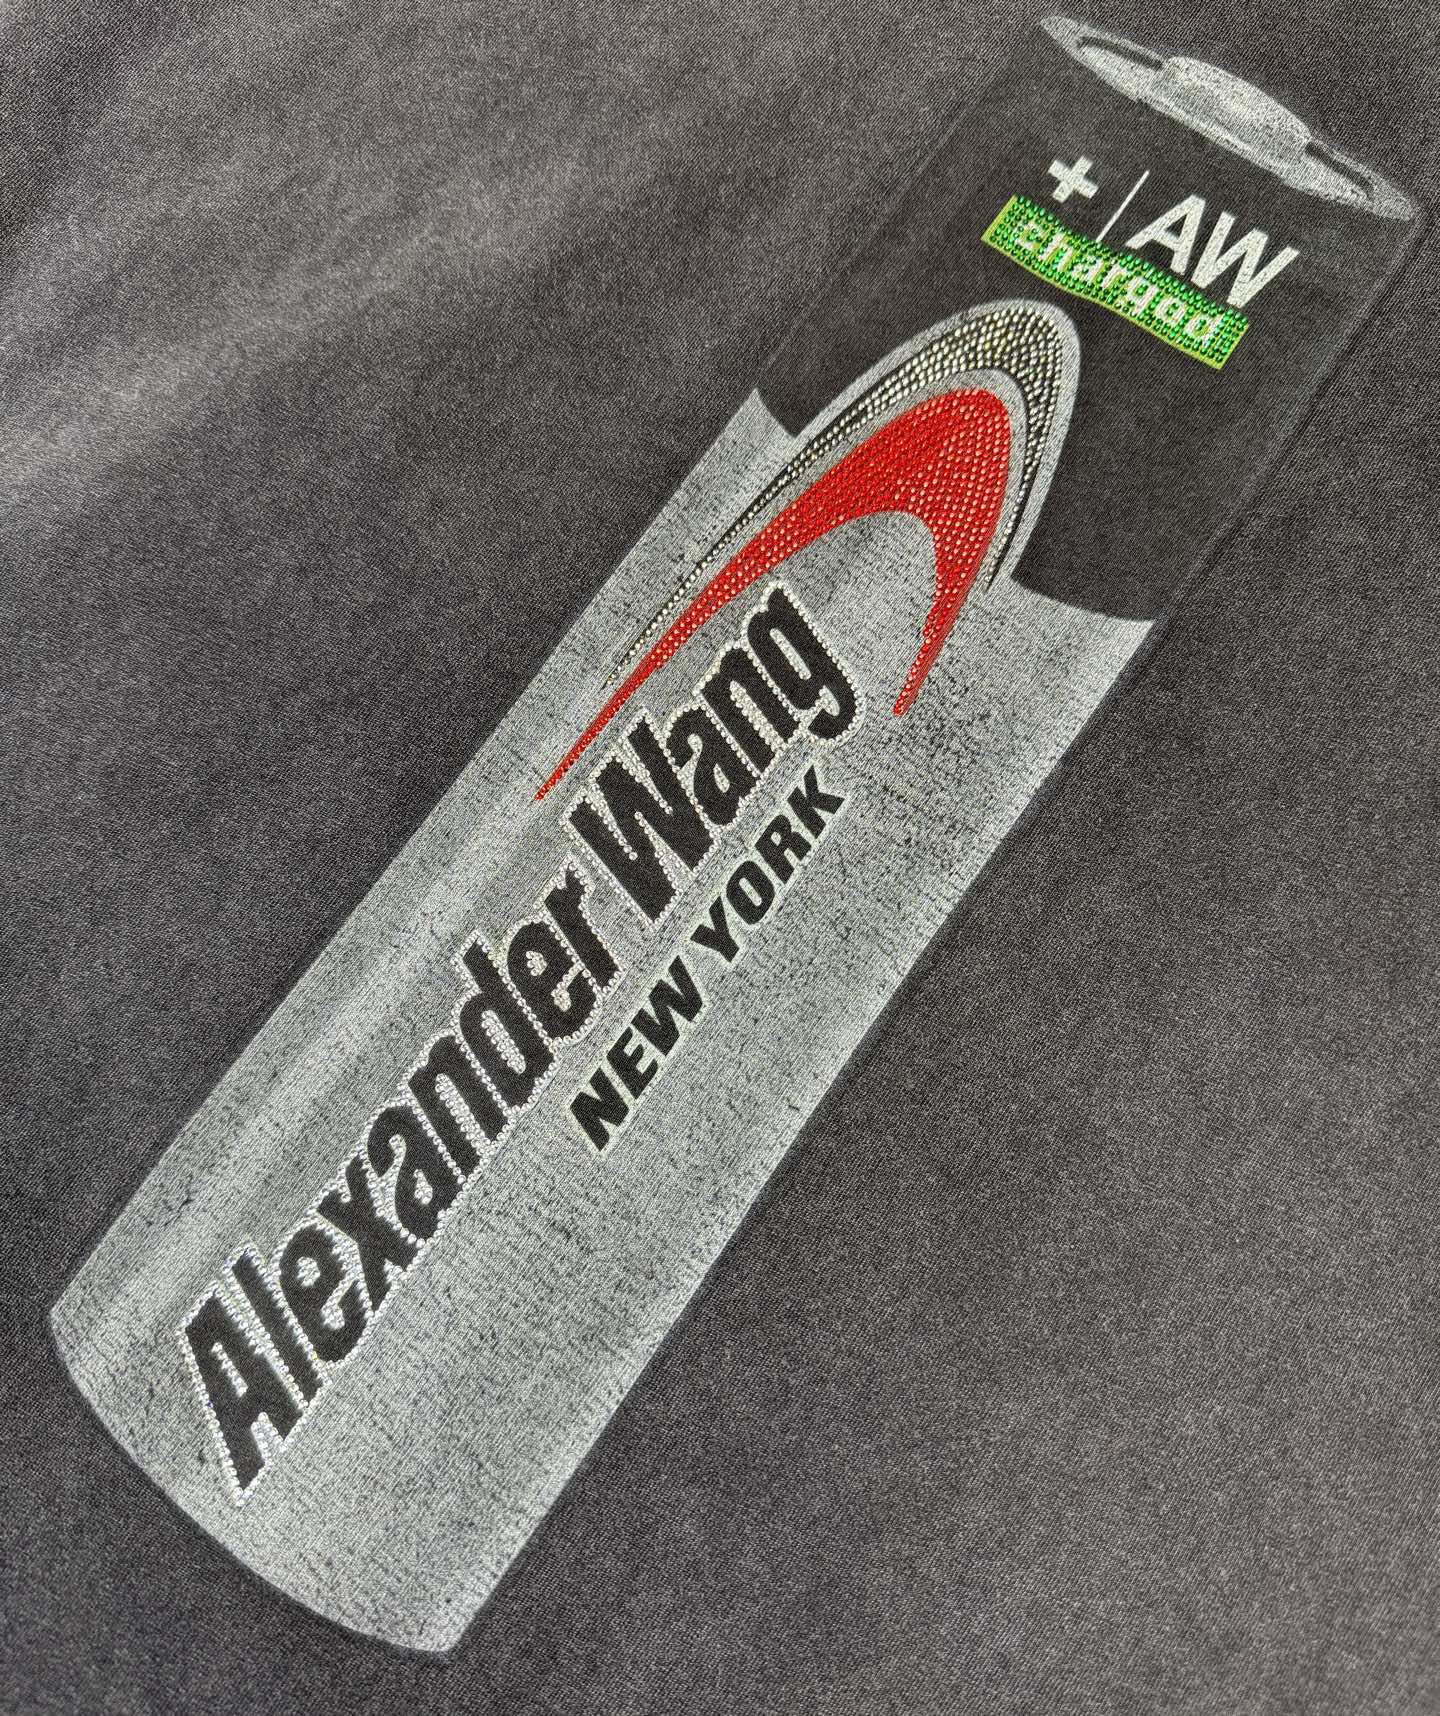 + | AW
charged
Alexander Wang
NEW YORK